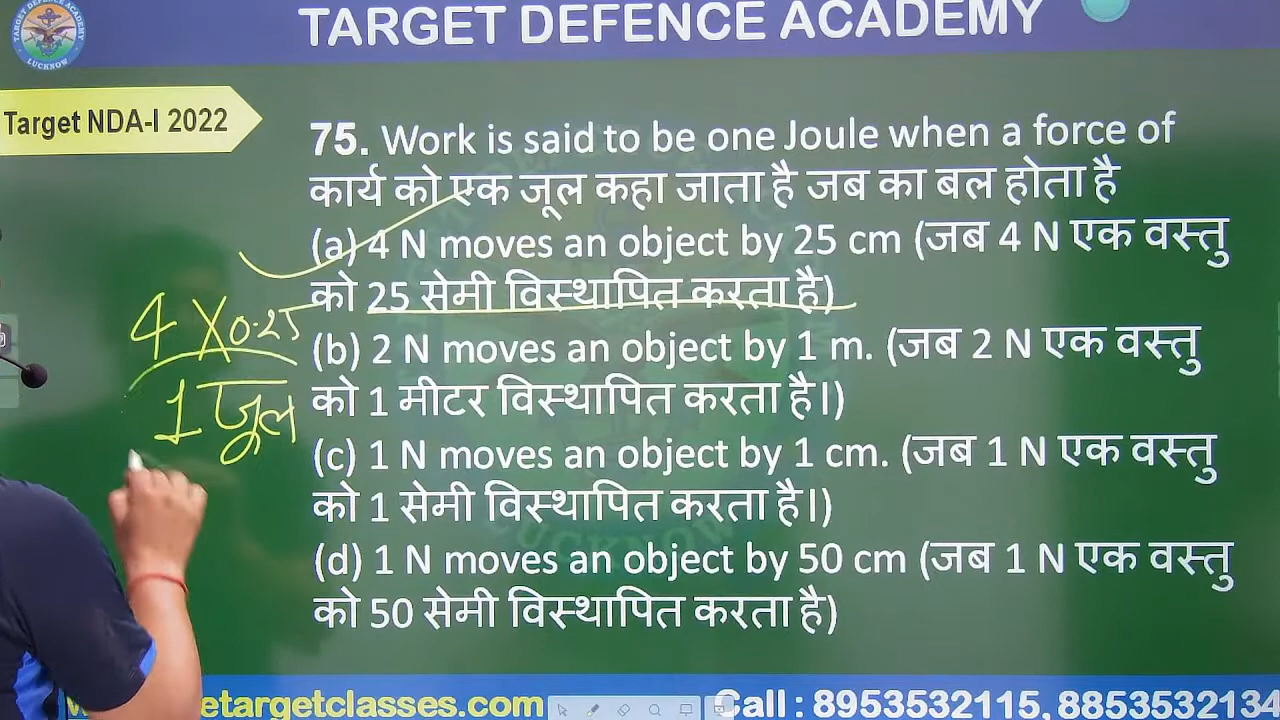 TARGET DEFENCE ACADEMY
TARGET DEFENCE ACADEMY
LUCKNOW
Target NDA-I 2022
75. Work is said to be one Joule when a force of
कार्य को एक जूल कहा जाता है जब का बल होता है
(a) 4 N moves an object by 25 cm (जब 4 N एक वस्तु
को 25 सेमी विस्थापित करता है)
(b) 2 N moves an object by 1 m. (जब 2 N एक वस्तु
को 1 मीटर विस्थापित करता है।)
(c) 1 N moves an object by 1 cm. (जब 1 N एक वस्तु
को 1 सेमी विस्थापित करता है।)
(d) 1 N moves an object by 50 cm (जब 1 N एक वस्तु
को 50 सेमी विस्थापित करता है)
4 X 0.25
1 जूल
etargetclasses.com
Call : 8953532115, 8853532134